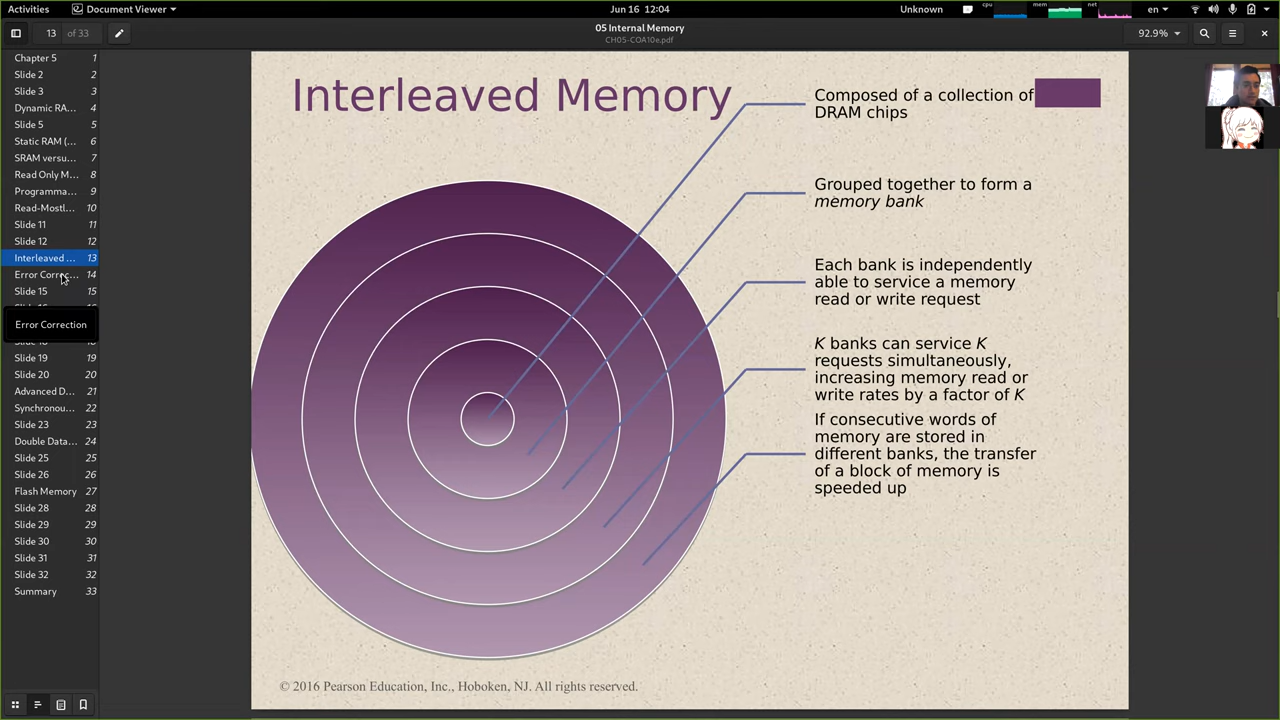 Activities
Document Viewer
Jun 16 12:04
Unknown
cpu
mem
net
en
13 of 33
05 Internal Memory
CH05-COA10e.pdf
92.9%
Chapter 5 1
Slide 2 2
Slide 3 3
Dynamic RA... 4
Slide 5 5
Static RAM (... 6
SRAM versu... 7
Read Only M... 8
Programma... 9
Read-Mostl... 10
Slide 11 11
Slide 12 12
Interleaved ... 13
Error Correc... 14
Slide 15 15
Error Correction
Slide 19 19
Slide 20 20
Advanced D... 21
Synchronou... 22
Slide 23 23
Double Data... 24
Slide 25 25
Slide 26 26
Flash Memory 27
Slide 28 28
Slide 29 29
Slide 30 30
Slide 31 31
Slide 32 32
Summary 33
Interleaved Memory
Composed of a collection of
DRAM chips
Grouped together to form a
memory bank
Each bank is independently
able to service a memory
read or write request
K banks can service K
requests simultaneously,
increasing memory read or
write rates by a factor of K
If consecutive words of
memory are stored in
different banks, the transfer
of a block of memory is
speeded up
© 2016 Pearson Education, Inc., Hoboken, NJ. All rights reserved.